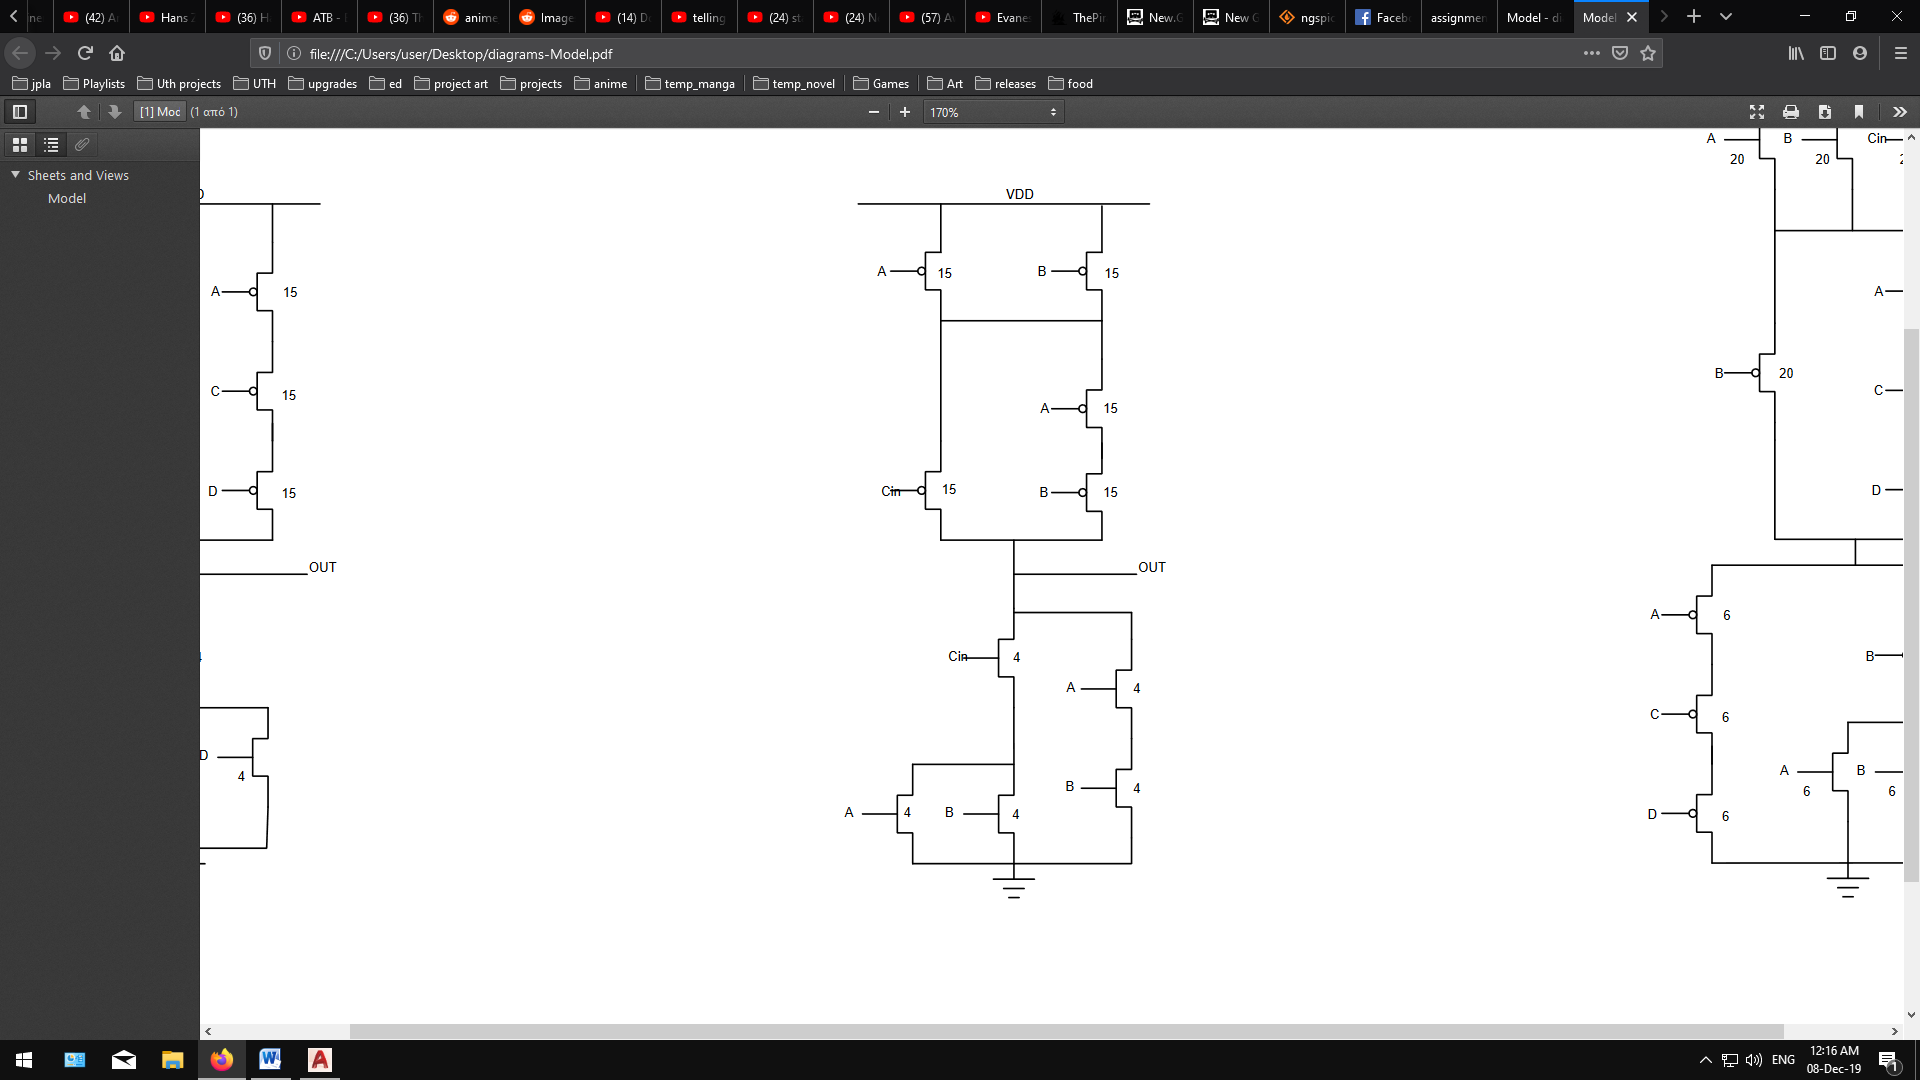 (42) A
Hans
(36) H
ATB -
(36) T
anime
Image
(14) D
telling
(24) s
(24) N
(57) A
Evanes
ThePir
New.G
New G
ngspic
Faceb
assignmen
Model - di
Model
file:///C:/Users/user/Desktop/diagrams-Model.pdf
jpla Playlists Uth projects UTH upgrades ed project art projects anime temp_manga temp_novel Games Art releases food
[1] Moc (1 από 1)
170%
Sheets and Views
Model
D
A 15
C 15
D 15
OUT
D
4
VDD
A 15 B 15
A 15
Cin 15 B 15
OUT
Cin 4
A 4
B 4
A 4 B 4
A B Cin
20 20 2
A
B 20
C
D
A 6
B
C 6
A B
6 6
D 6
ENG
12:16 AM
08-Dec-19
1